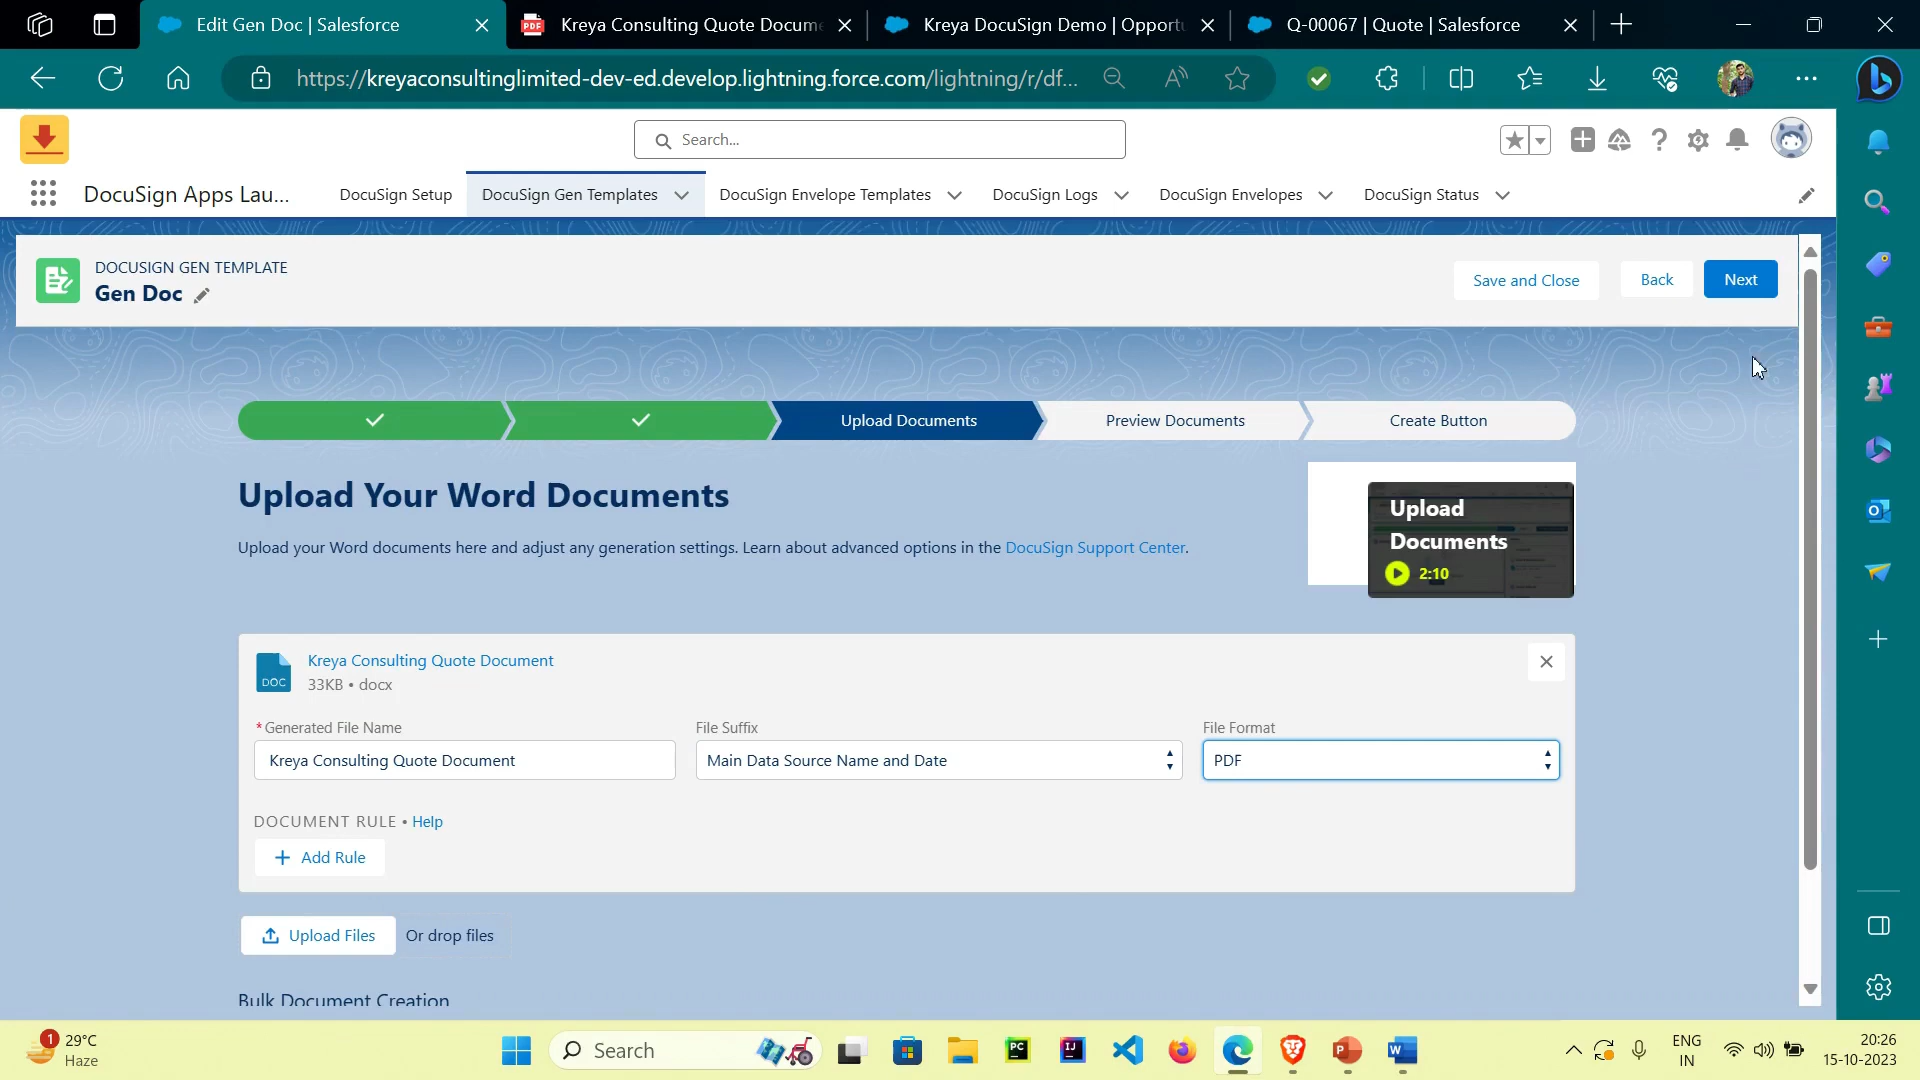 Edit Gen Doc | Salesforce
Kreya Consulting Quote Docume
Kreya DocuSign Demo | Opportu
Q-00067 | Quote | Salesforce
https://kreyaconsultinglimited-dev-ed.develop.lightning.force.com/lightning/r/df...
Search...
DocuSign Apps Lau...
DocuSign Setup
DocuSign Gen Templates
DocuSign Envelope Templates
DocuSign Logs
DocuSign Envelopes
DocuSign Status
DOCUSIGN GEN TEMPLATE
Gen Doc
Save and Close
Back
Next
Upload Documents
Preview Documents
Create Button
Upload Your Word Documents
Upload your Word documents here and adjust any generation settings. Learn about advanced options in the DocuSign Support Center.
Upload
Documents
2:10
DOC
Kreya Consulting Quote Document
33KB • docx
*Generated File Name
File Suffix
File Format
Kreya Consulting Quote Document
Main Data Source Name and Date
PDF
DOCUMENT RULE • Help
Add Rule
Upload Files
Or drop files
Bulk Document Creation
1
29°C
Haze
Search
ENG
IN
20:26
15-10-2023